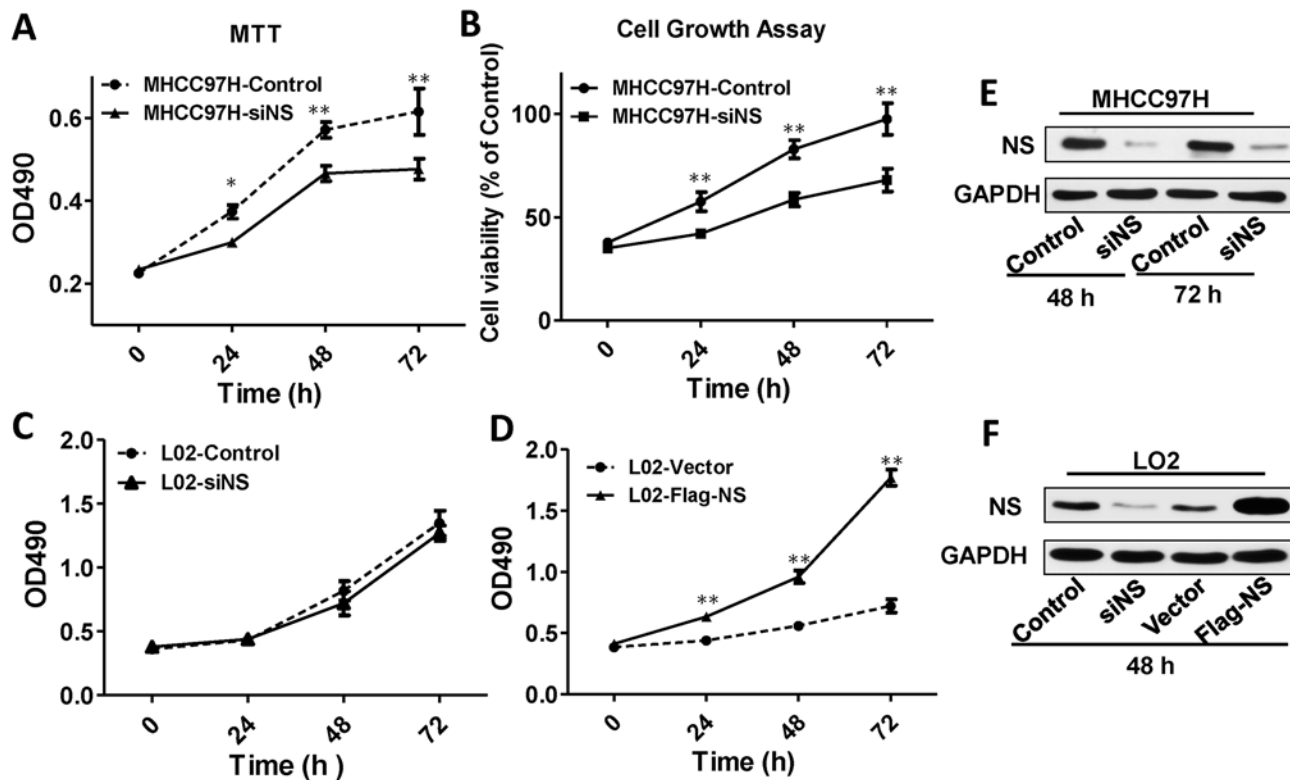 A
MTT
MHCC97H-Control
MHCC97H-siNS
*
**
**
OD490
0.6
0.4
0.2
0
24
48
72
Time (h)
B
Cell Growth Assay
MHCC97H-Control
MHCC97H-siNS
**
**
**
Cell viability (% of Control)
100
50
0
0
24
48
72
Time (h)
C
L02-Control
L02-siNS
OD490
2.0
1.5
1.0
0.5
0.0
0
24
48
72
Time (h )
D
L02-Vector
L02-Flag-NS
**
**
**
OD490
2.0
1.5
1.0
0.5
0.0
0
24
48
72
Time (h)
E
MHCC97H
NS
GAPDH
Control
siNS
Control
siNS
48 h
72 h
F
LO2
NS
GAPDH
Control
siNS
Vector
Flag-NS
48 h